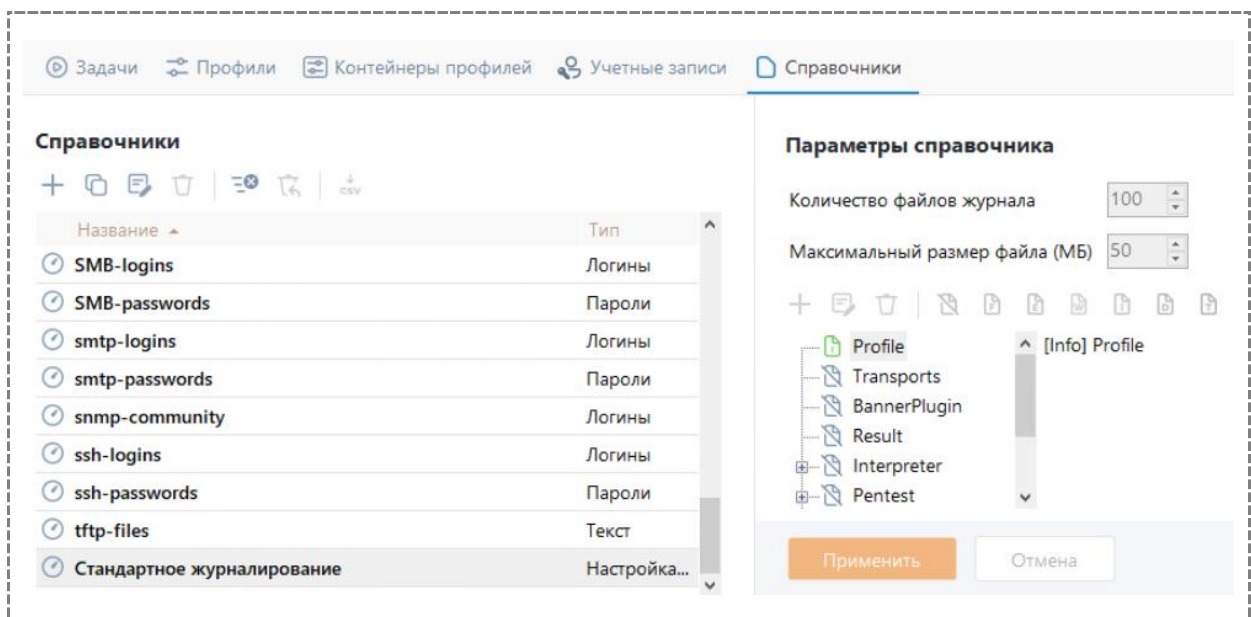 Задачи Профили Контейнеры профилей Учетные записи Справочники
Справочники
csv
Название Тип
SMB-logins Логины
SMB-passwords Пароли
smtp-logins Логины
smtp-passwords Пароли
snmp-community Логины
ssh-logins Логины
ssh-passwords Пароли
tftp-files Текст
Стандартное журналирование Настройка...
Параметры справочника
Количество файлов журнала 100
Максимальный размер файла (МБ) 50
F E W I D T
Profile [Info] Profile
Transports
BannerPlugin
Result
Interpreter
Pentest
Применить Отмена